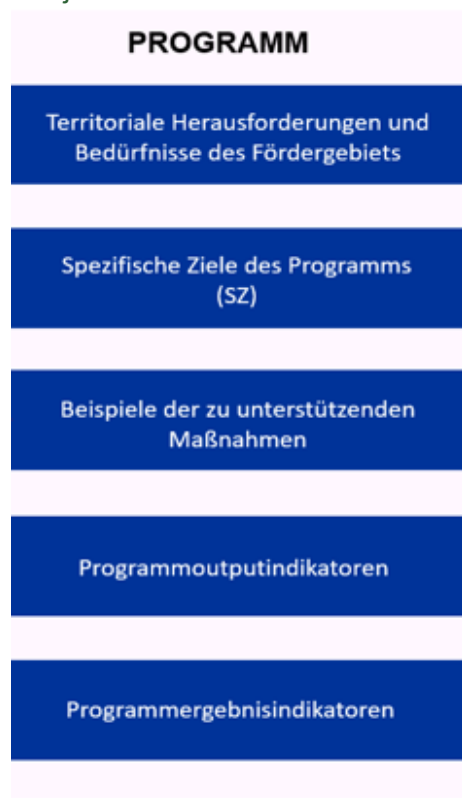 PROGRAMM
Territoriale Herausforderungen und
Bedürfnisse des Fördergebiets
Spezifische Ziele des Programms
(SZ)
Beispiele der zu unterstützenden
Maßnahmen
Programmoutputindikatoren
Programmergebnisindikatoren